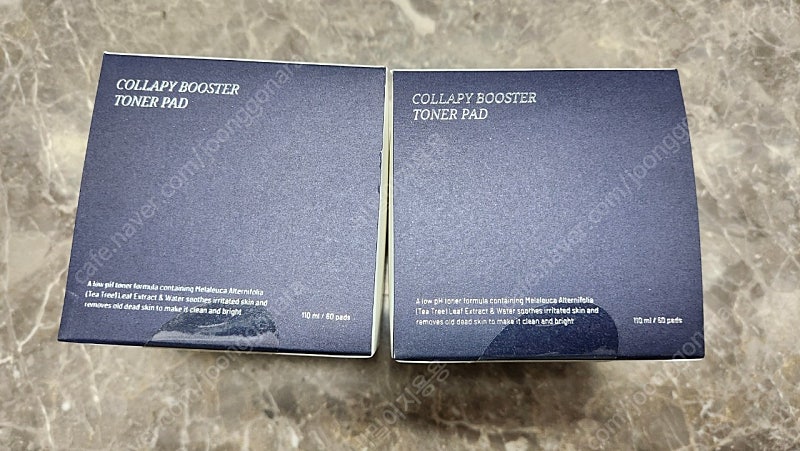 COLLAPY BOOSTER
TONER PAD
A low pH toner formula containing Melaleuca Alternifolia
(Tea Tree) Leaf Extract & Water soothes irritated skin and
removes old dead skin to make it clean and bright
110 ml / 60 pads
COLLAPY BOOSTER
TONER PAD
A low pH toner formula containing Melaleuca Alternifolia
(Tea Tree) Leaf Extract & Water soothes irritated skin and
removes old dead skin to make it clean and bright
110 ml / 60 pads
cafe.naver.com/joonggonara